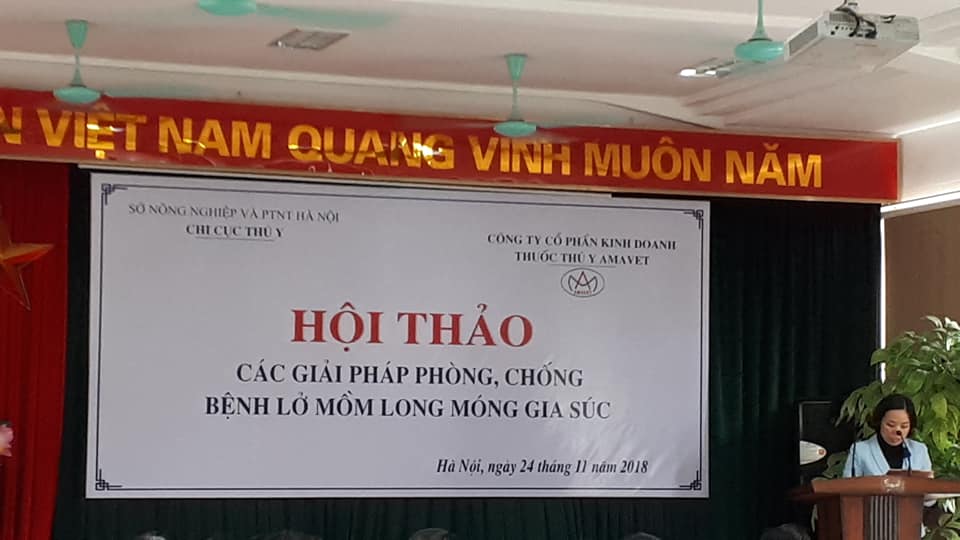 VIỆT NAM QUANG VINH MUÔN NĂM
SỞ NÔNG NGHIỆP VÀ PTNT HÀ NỘI
CHI CỤC THÚ Y
CÔNG TY CỔ PHẦN KINH DOANH
THUỐC THÚ Y AMAVET
AMAVET
HỘI THẢO
CÁC GIẢI PHÁP PHÒNG, CHỐNG
BỆNH LỞ MỒM LONG MÓNG GIA SÚC
Hà Nội, ngày 24 tháng 11 năm 2018